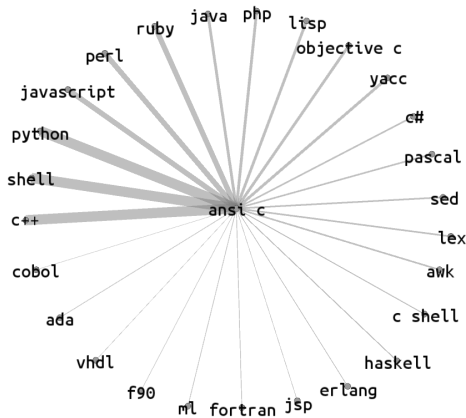 java
php
ruby
lisp
perl
objective c
yacc
javascript
c#
python
pascal
shell
sed
ansi c
c++
lex
cobol
awk
ada
c shell
vhdl
haskell
f90
erlang
ml
fortran
jsp